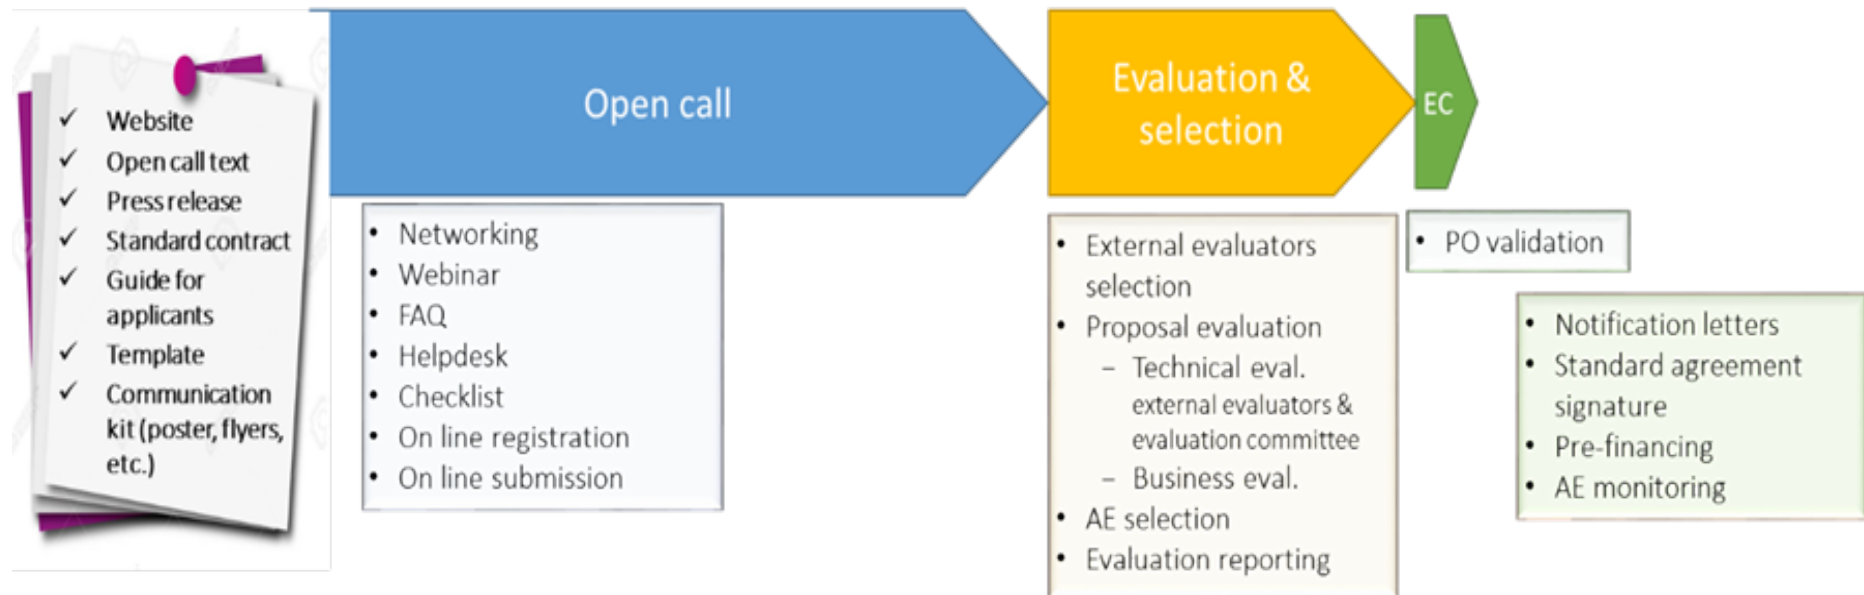 ✓ Website
✓ Open call text
✓ Press release
✓ Standard contract
✓ Guide for
applicants
✓ Template
✓ Communication
kit (poster, flyers,
etc.)
Open call
• Networking
• Webinar
• FAQ
• Helpdesk
• Checklist
• On line registration
• On line submission
Evaluation &
selection
• External evaluators
selection
• Proposal evaluation
– Technical eval.
external evaluators &
evaluation committee
– Business eval.
• AE selection
• Evaluation reporting
EC
• PO validation
• Notification letters
• Standard agreement
signature
• Pre-financing
• AE monitoring